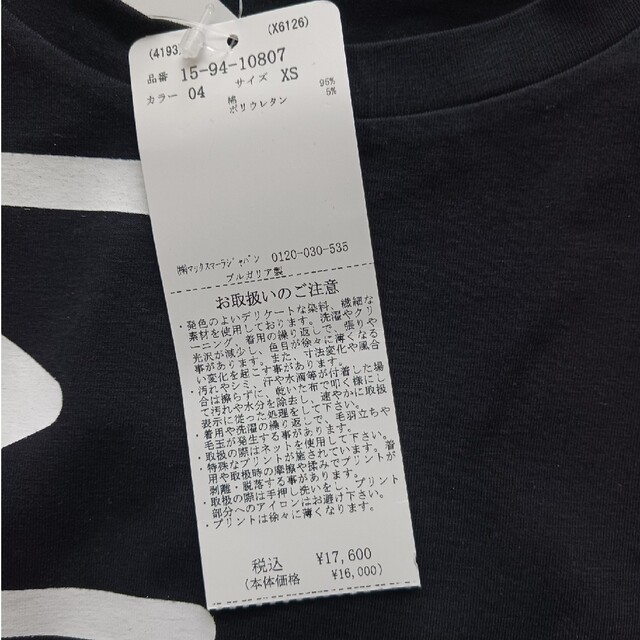 (4193
(X6126)
品番 15-94-10807
カラー 04 サイズ XS
綿 95%
ポリウレタン 5%
㈱ﾏｯｸｽﾏｰﾗｼﾞｬﾊﾟﾝ 0120-030-535
ブルガリア製
お取扱いのご注意
・発色のよいデリケートな染料、繊細な
素材を使用しております。洗濯やクリ
ーニング、着用の繰り返しで、張りや
光沢が減少し、色目が徐々に薄くなる
事があります。また、寸法変化や風合
い変化を起こす事があります。
・汚れやシミ、汗や水滴等が付着した場
合は擦らずに、乾いた布で叩く様にし
て汚れや水分を除去し、速やかに取扱
表示に従った処理をして下さい。
・着用や洗濯の繰り返しで、毛羽立ちや
毛玉が発生する事があります。
・取扱の際はネットを使用して下さい。
・特殊なプリントが施されています。着
用や取扱時の摩擦や揉みでプリントが
剥離・脱落する事があります。
・取扱の際は手押し洗いをし、プリント
部分へのアイロンはお避け下さい。
・プリントは徐々に薄くなります。
税込 ¥17,600
(本体価格 ¥16,000)